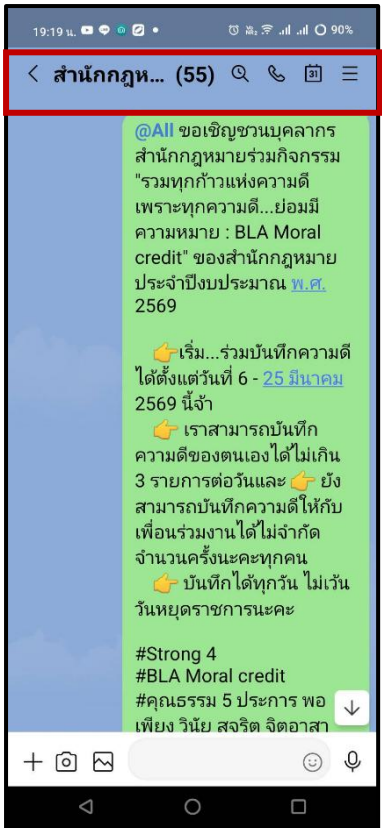 19:19 น. 90%
สำนักกฎห... (55)
@All ขอเชิญชวนบุคลากร
สำนักกฎหมายร่วมกิจกรรม
"รวมทุกก้าวแห่งความดี
เพราะทุกความดี...ย่อมมี
ความหมาย : BLA Moral
credit" ของสำนักกฎหมาย
ประจำปีงบประมาณ พ.ศ.
2569
👉เริ่ม...ร่วมบันทึกความดี
ได้ตั้งแต่วันที่ 6 - 25 มีนาคม
2569 นี้จ้า
👉 เราสามารถบันทึก
ความดีของตนเองได้ไม่เกิน
3 รายการต่อวันและ 👉 ยัง
สามารถบันทึกความดีให้กับ
เพื่อนร่วมงานได้ไม่จำกัด
จำนวนครั้งนะคะทุกคน
👉 บันทึกได้ทุกวัน ไม่เว้น
วันหยุดราชการนะคะ
#Strong 4
#BLA Moral credit
#คุณธรรม 5 ประการ พอ
เพียง วินัย สุจริต จิตอาสา